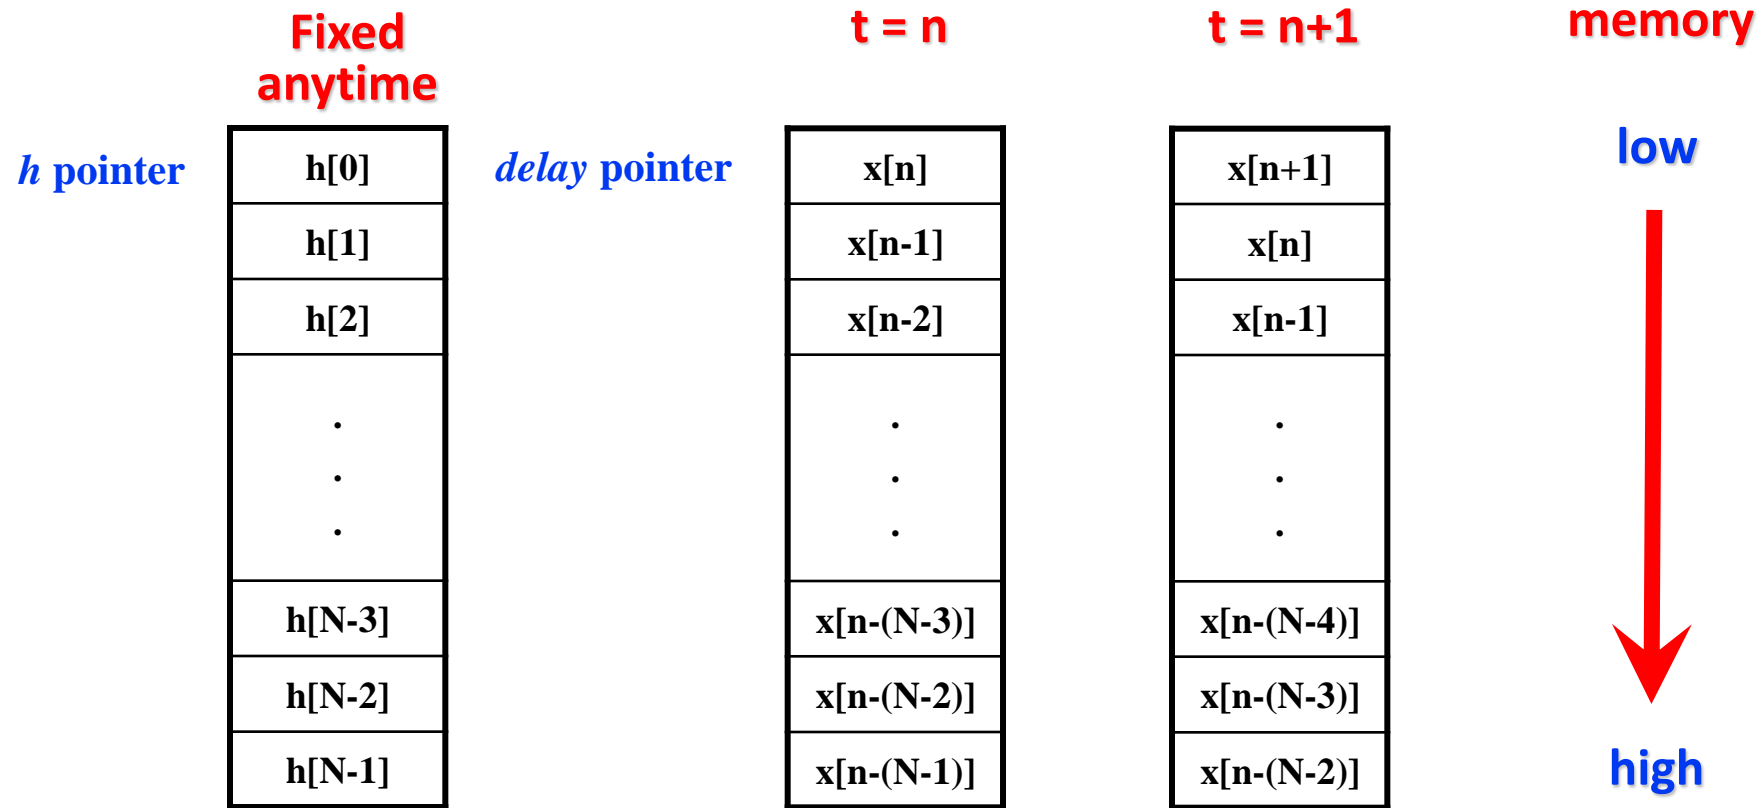 Fixed anytime t = n t = n+1 memory
h pointer h[0] delay pointer x[n] x[n+1] low
h[1] x[n-1] x[n]
h[2] x[n-2] x[n-1]
. . .
. . .
. . .
h[N-3] x[n-(N-3)] x[n-(N-4)]
h[N-2] x[n-(N-2)] x[n-(N-3)]
h[N-1] x[n-(N-1)] x[n-(N-2)] high